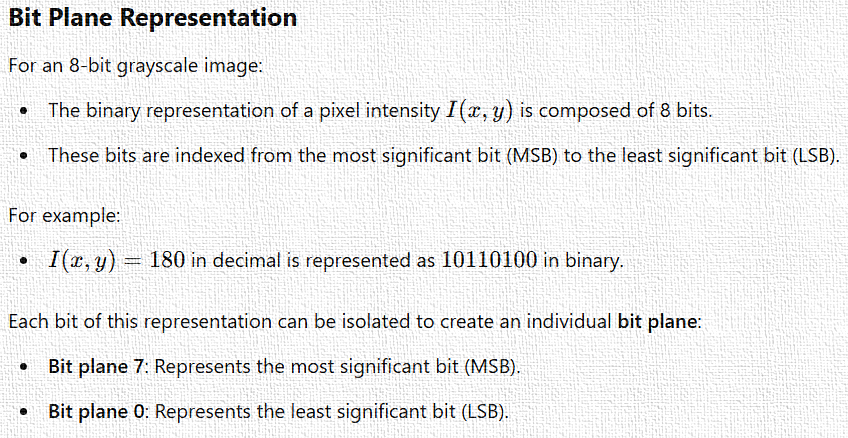 Bit Plane Representation
For an 8-bit grayscale image:
• The binary representation of a pixel intensity I(x, y) is composed of 8 bits.
• These bits are indexed from the most significant bit (MSB) to the least significant bit (LSB).
For example:
• I(x, y) = 180 in decimal is represented as 10110100 in binary.
Each bit of this representation can be isolated to create an individual bit plane:
• Bit plane 7: Represents the most significant bit (MSB).
• Bit plane 0: Represents the least significant bit (LSB).